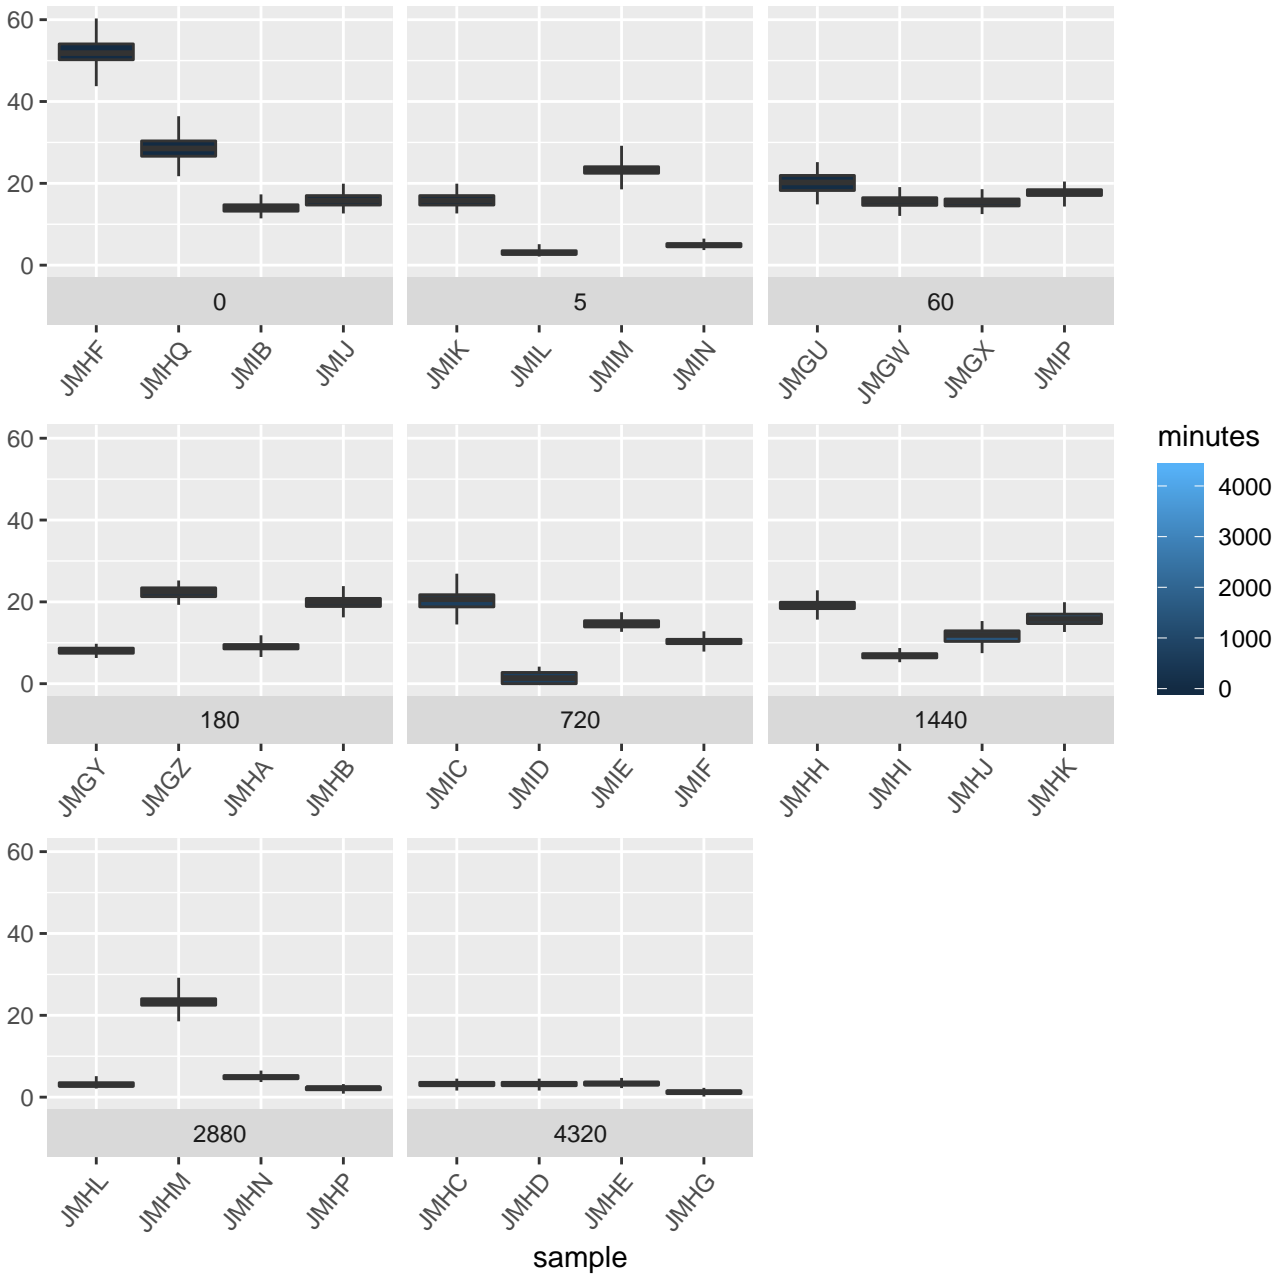 60
40
20
0
0
5
60
JMHF
JMHQ
JMIB
JMIJ
JMIK
JMIL
JMIM
JMIN
JMGU
JMGW
JMGX
JMIP
60
40
20
0
180
720
1440
JMGY
JMGZ
JMHA
JMHB
JMIC
JMID
JMIE
JMIF
JMHH
JMHI
JMHJ
JMHK
minutes
4000
3000
2000
1000
0
60
40
20
0
2880
4320
JMHL
JMHM
JMHN
JMHP
JMHC
JMHD
JMHE
JMHG
sample